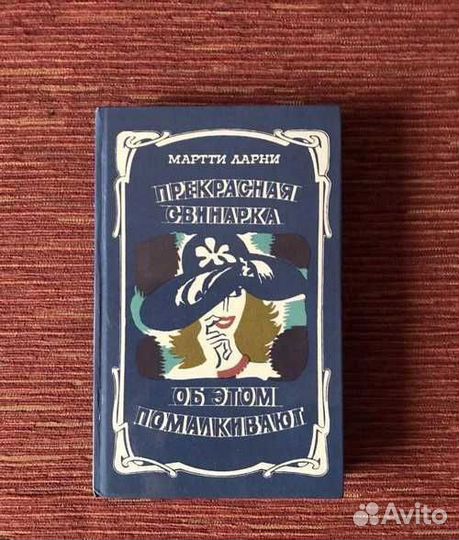 МАРТТИ ЛАРНИ
ПРЕКРАСНАЯ
СВИНАРКА
ОБ ЭТОМ
ПОМАЛКИВАЮТ
Avito